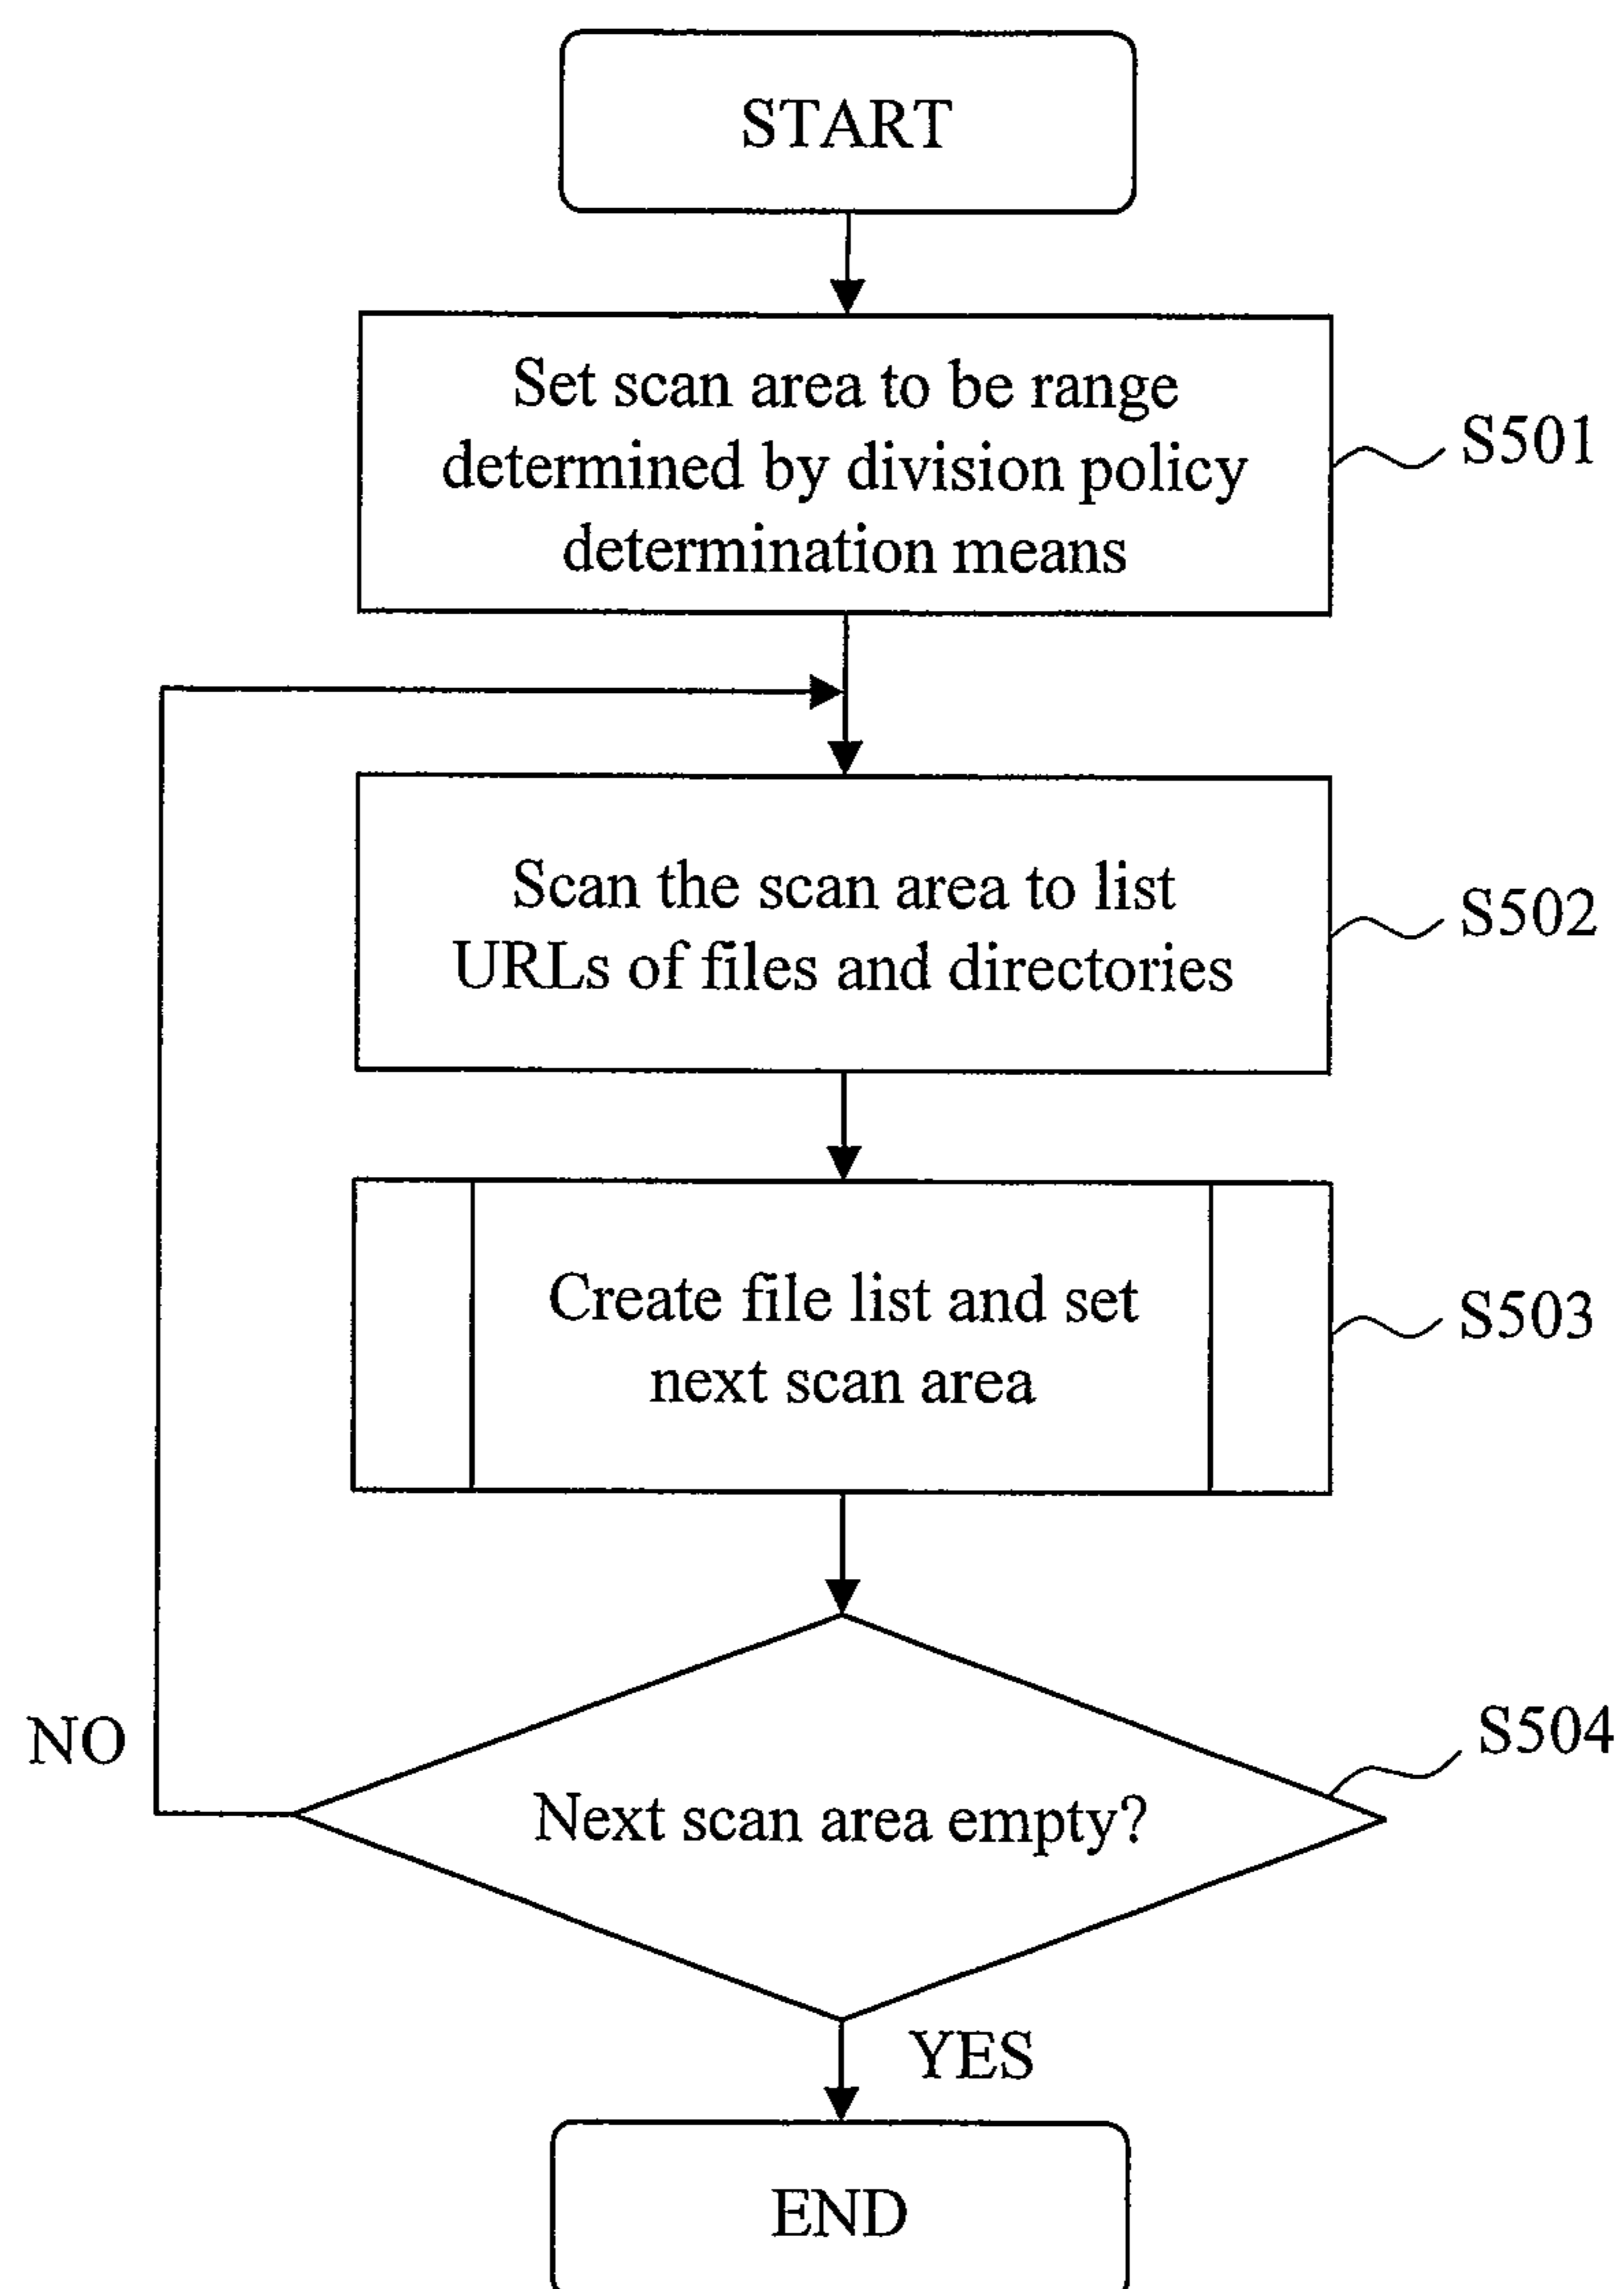 START
Set scan area to be range
determined by division policy
determination means
S501
Scan the scan area to list
URLs of files and directories
S502
Create file list and set
next scan area
S503
NO
S504
Next scan area empty?
YES
END